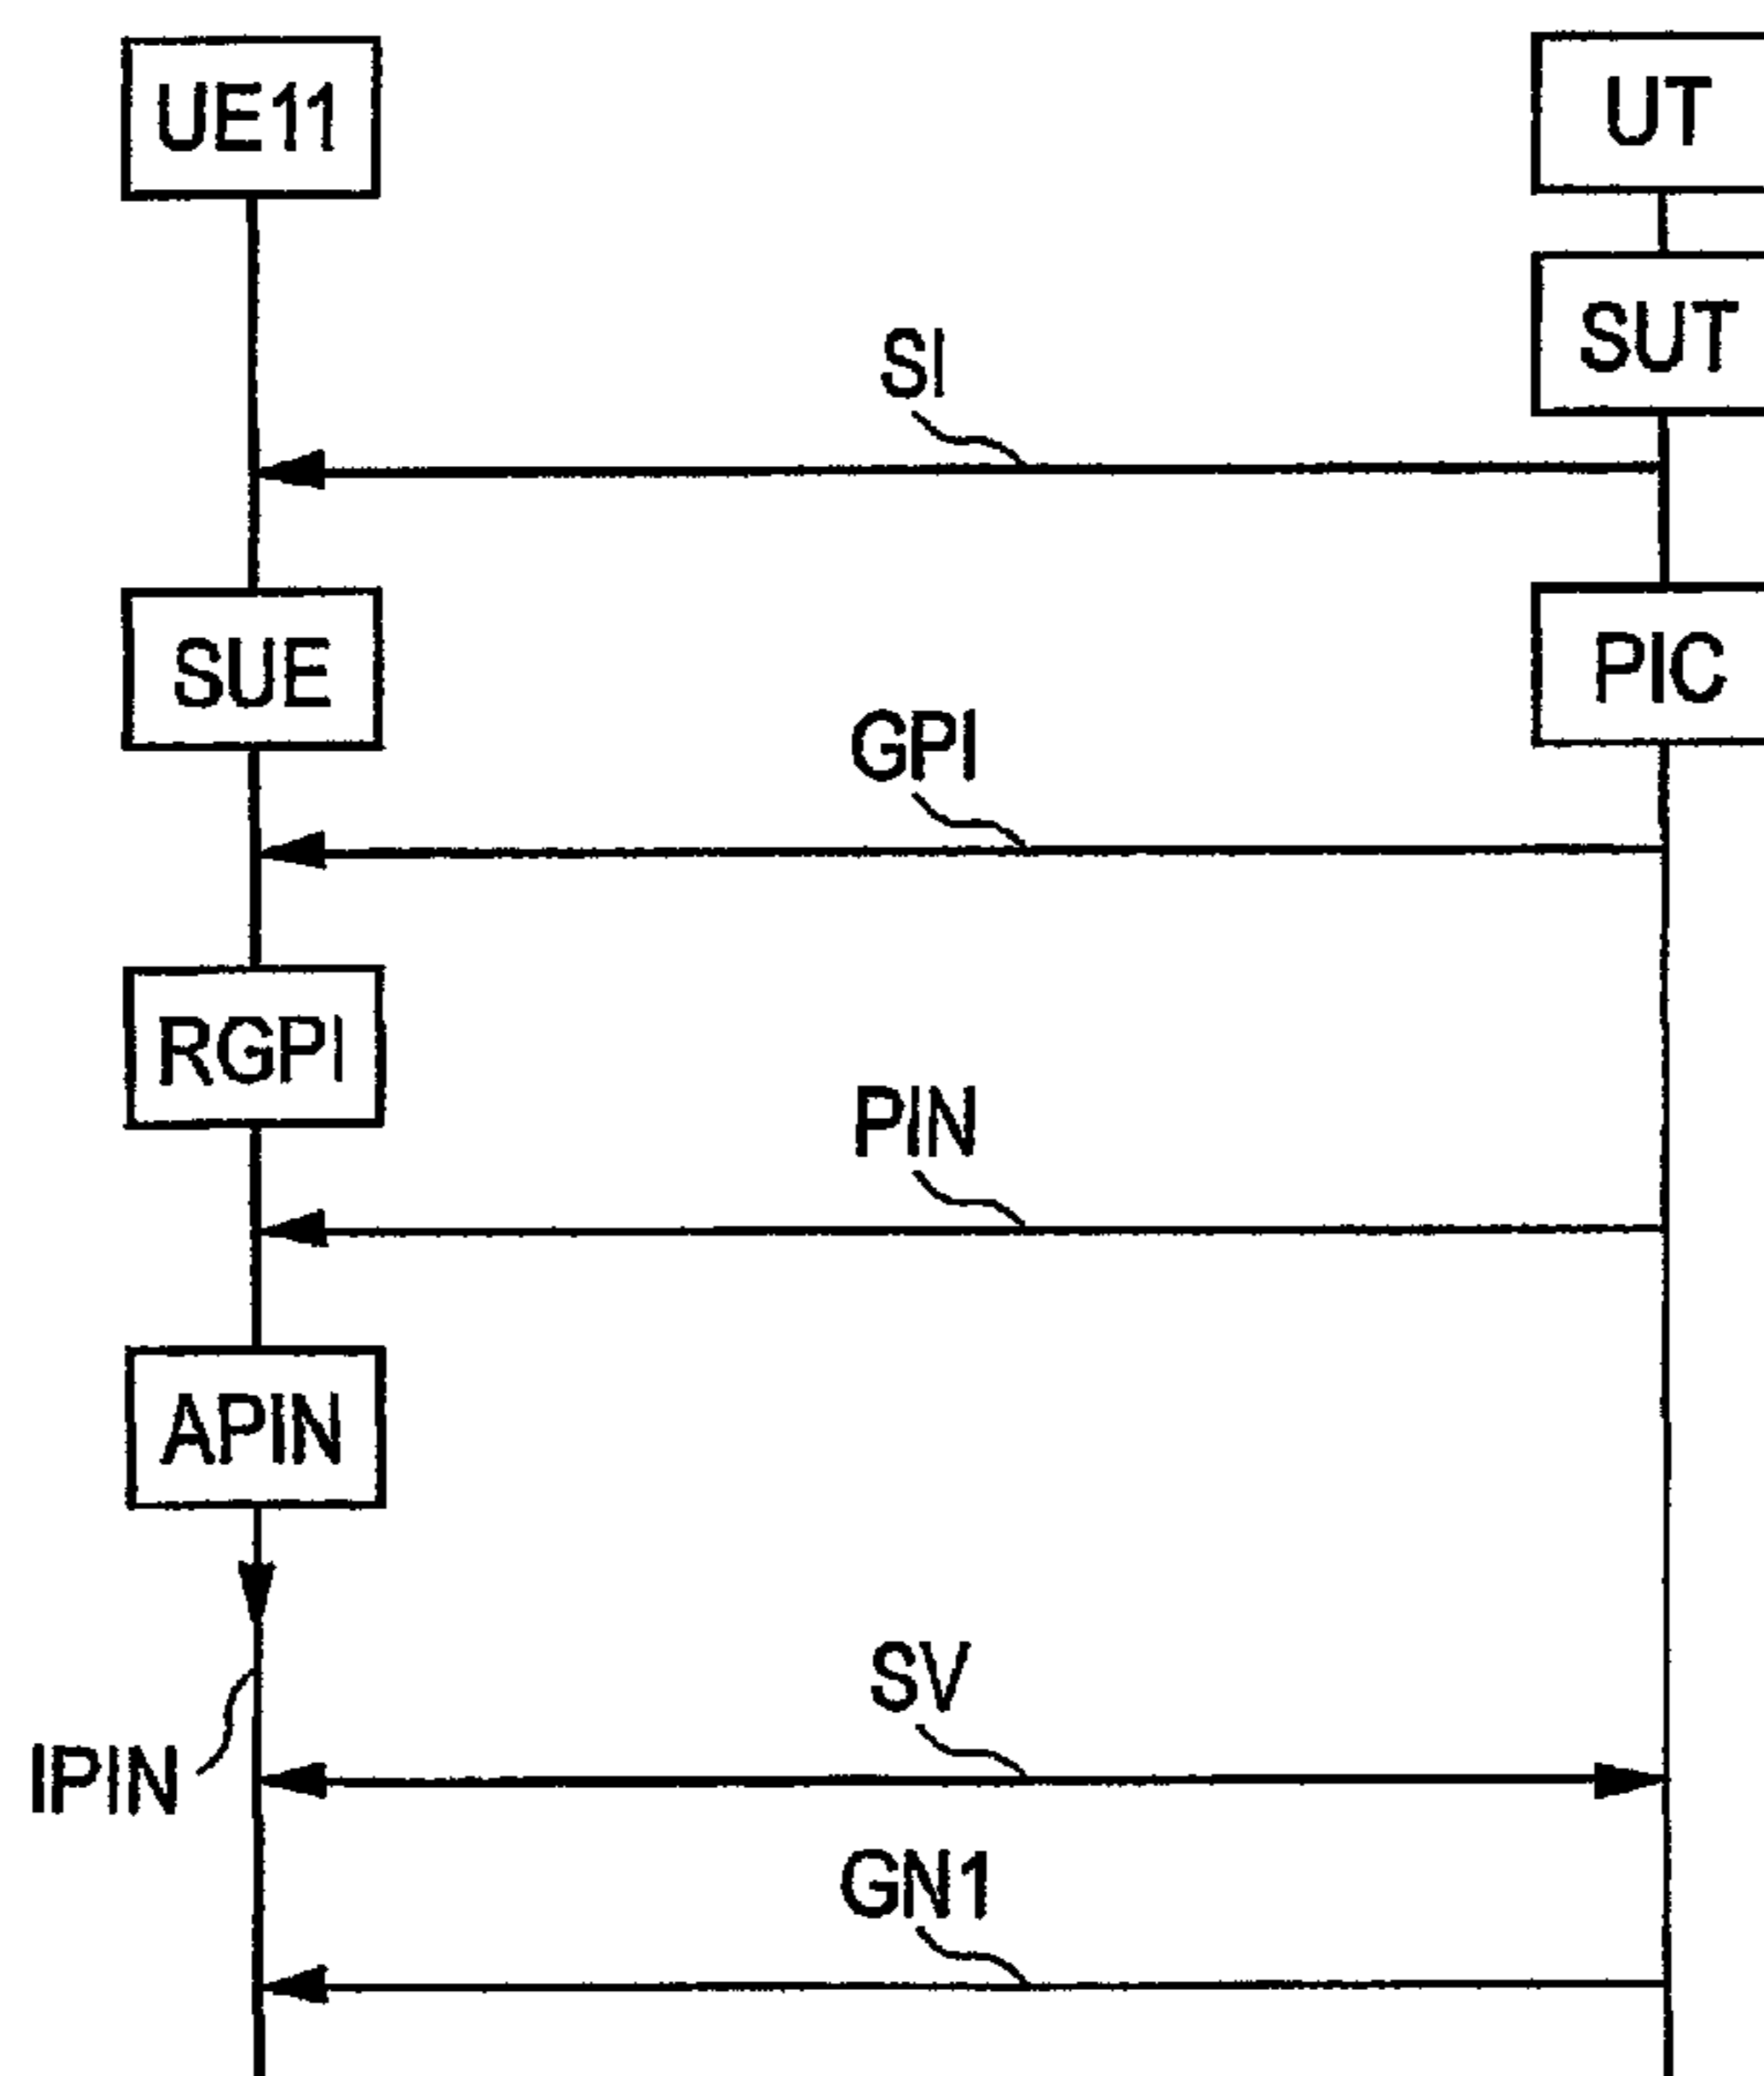 UE11
UT
SUT
SI
SUE
PIC
GPI
RGPI
PIN
APIN
SV
IPIN
GN1